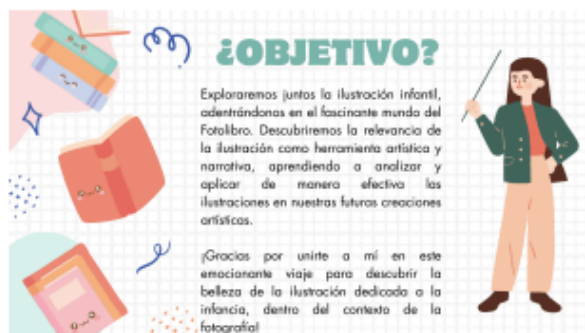 ¿OBJETIVO?
Exploraremos juntos la ilustración infantil,
adentrándonos en el fascinante mundo del
Fotolibro. Descubriremos la relevancia de
la ilustración como herramienta artística y
narrativa, aprendiendo a analizar y
aplicar de manera efectiva las
ilustraciones en nuestras futuras creaciones
artísticas.
¡Gracias por unirte a mí en este
emocionante viaje para descubrir la
belleza de la ilustración dedicada a la
infancia, dentro del contexto de la
fotografía!